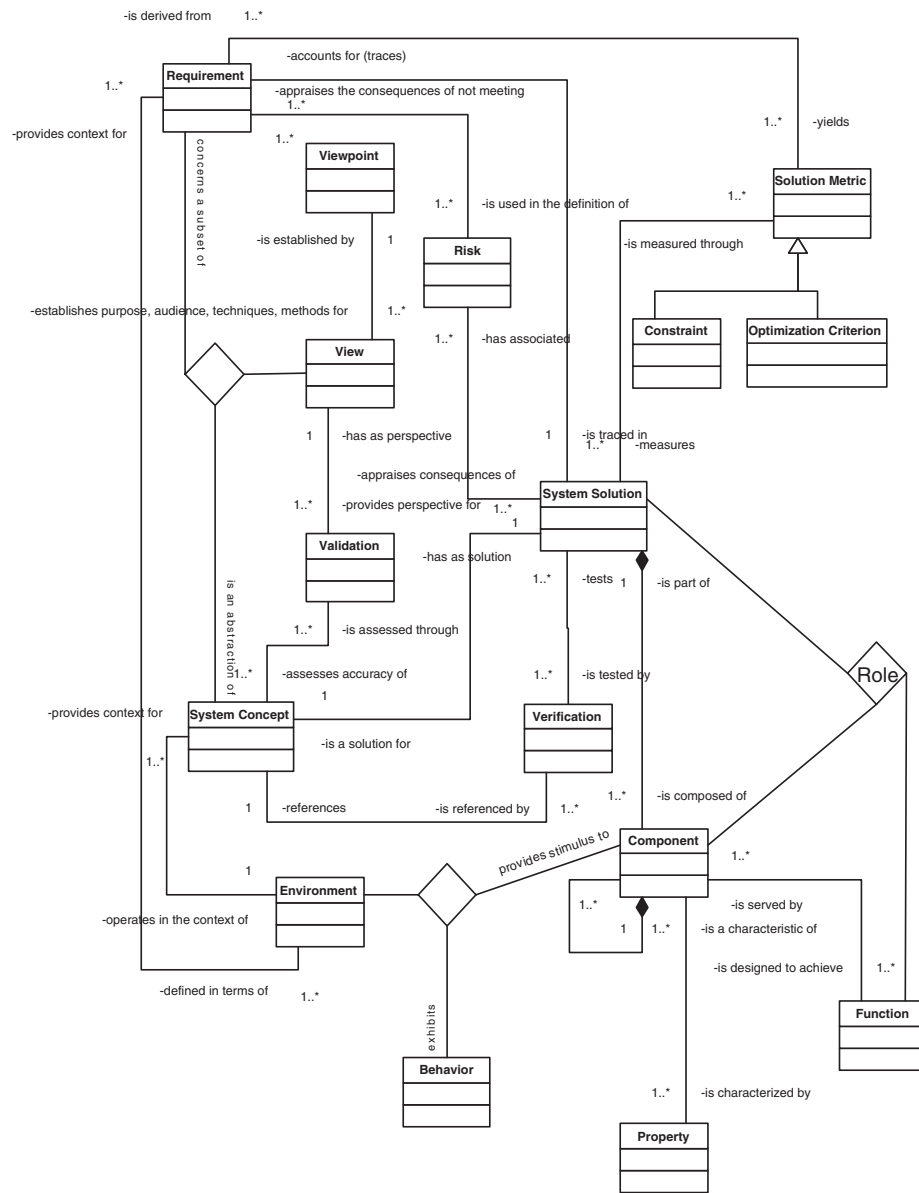 -is derived from 1..*
-accounts for (traces)
Requirement
1..*
-appraises the consequences of not meeting
1..*
1..* -yields
-provides context for
1..*
concerns a subset of
Viewpoint
Solution Metric
1..*
1..* -is used in the definition of
-is established by 1
-is measured through
Risk
-establishes purpose, audience, techniques, methods for
1..*
Constraint
Optimization Criterion
1..* -has associated
View
1 -has as perspective
1 -is traced in
1..* -measures
-appraises consequences of
System Solution
1..* -provides perspective for 1..*
1
Validation
-has as solution
1..* -tests
1 -is part of
is an abstraction of
1..* -is assessed through
1..* -assesses accuracy of
1..* -is tested by
Role
1
System Concept
-provides context for
Verification
-is a solution for
1..*
1 -references
-is referenced by 1..*
1..* -is composed of
provides stimulus to
Component
1..*
1
Environment
-operates in the context of
1..*
-is served by
1 1..* -is a characteristic of
-is designed to achieve 1..*
-defined in terms of 1..*
exhibits
Function
Behavior
1..* -is characterized by
Property